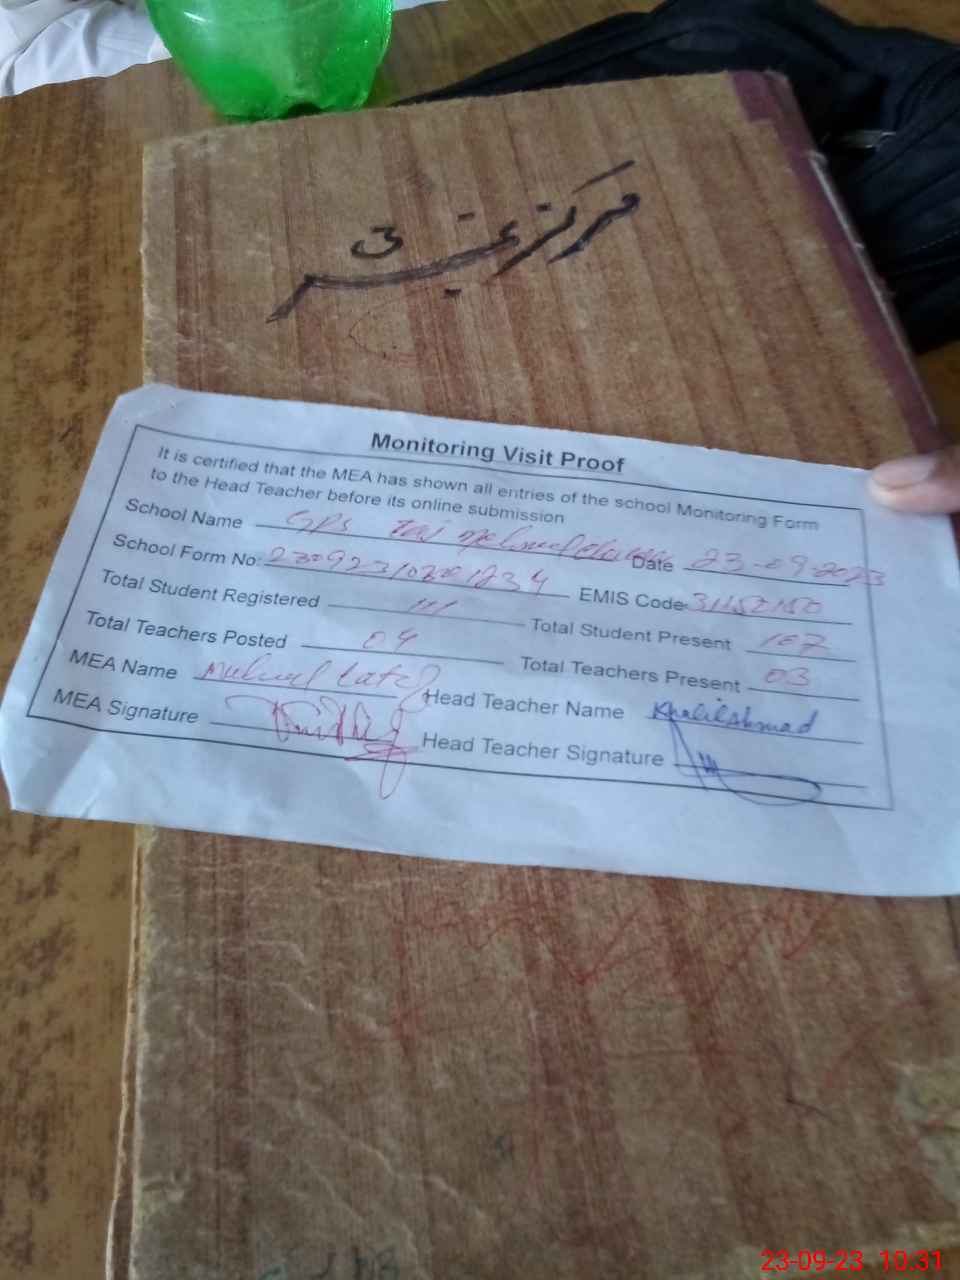 مرکز
Monitoring Visit Proof
It is certified that the MEA has shown all entries of the school Monitoring Form
to the Head Teacher before its online submission
School Name GPS Date 23-09-2023
School Form No: EMIS Code 31150150
Total Student Registered 111 Total Student Present 107
Total Teachers Posted 04 Total Teachers Present 03
MEA Name Head Teacher Name Khalil Ahmad
MEA Signature Head Teacher Signature
23-09-23 10:31